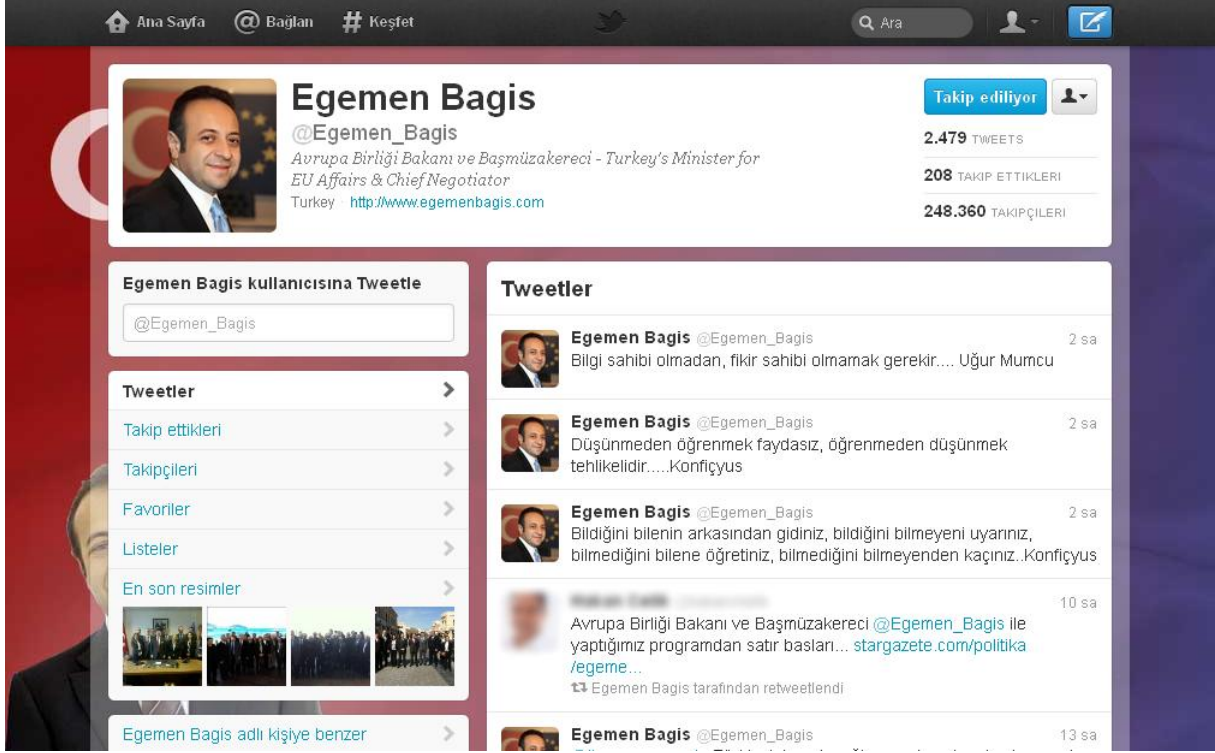 Ana Sayfa @ Bağlan # Keşfet Ara
Egemen Bagis
@Egemen_Bagis
Avrupa Birliği Bakanı ve Başmüzakereci - Turkey's Minister for
EU Affairs & Chief Negotiator
Turkey · http://www.egemenbagis.com
Takip ediliyor
2.479 TWEETS
208 TAKIP ETTIKLERI
248.360 TAKIPÇILERI
Egemen Bagis kullanıcısına Tweetle
@Egemen_Bagis
Tweetler
Takip ettikleri
Takipçileri
Favoriler
Listeler
En son resimler
Egemen Bagis adlı kişiye benzer
Tweetler
Egemen Bagis @Egemen_Bagis 2 sa
Bilgi sahibi olmadan, fikir sahibi olmamak gerekir.... Uğur Mumcu
Egemen Bagis @Egemen_Bagis 2 sa
Düşünmeden öğrenmek faydasız, öğrenmeden düşünmek
tehlikelidir.....Konfiçyus
Egemen Bagis @Egemen_Bagis 2 sa
Bildiğini bilenin arkasından gidiniz, bildiğini bilmeyeni uyarınız,
bilmediğini bilene öğretiniz, bilmediğini bilmeyenden kaçınız..Konfiçyus
10 sa
Avrupa Birliği Bakanı ve Başmüzakereci @Egemen_Bagis ile
yaptığımız programdan satır basları... stargazete.com/politika
/egeme...
Egemen Bagis tarafından retweetlendi
Egemen Bagis @Egemen_Bagis 13 sa